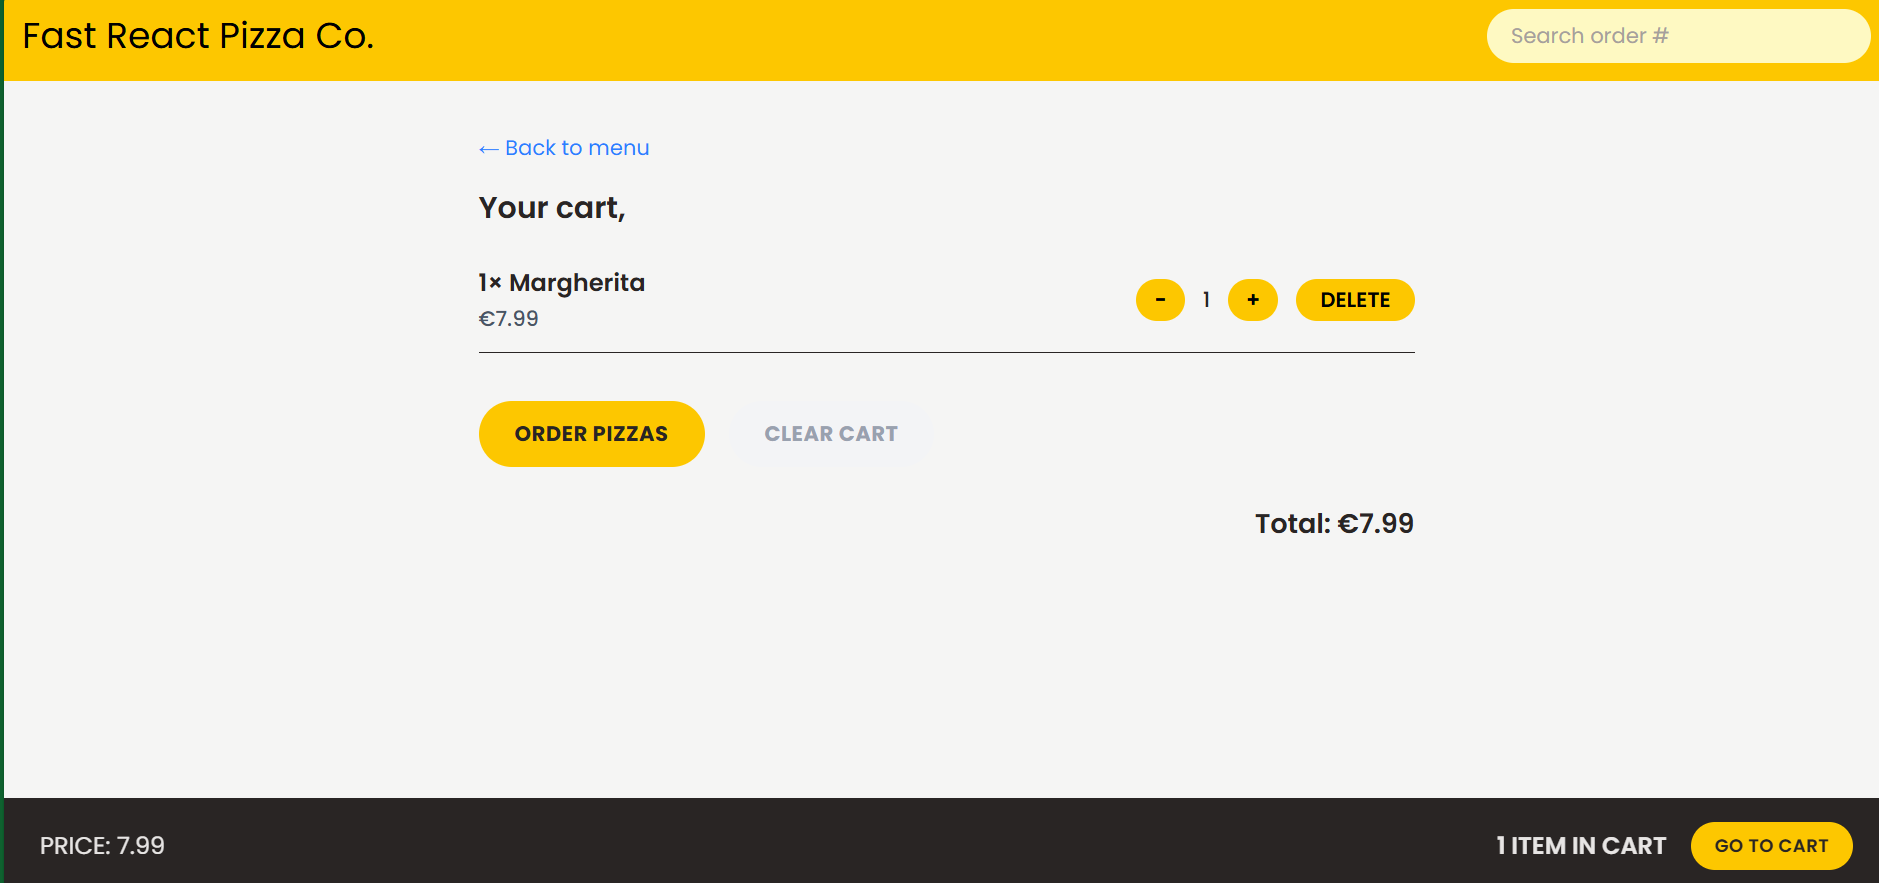 Fast React Pizza Co.
Search order #
← Back to menu
Your cart,
1× Margherita
€7.99
- 1 + DELETE
ORDER PIZZAS
CLEAR CART
Total: €7.99
PRICE: 7.99
1 ITEM IN CART
GO TO CART